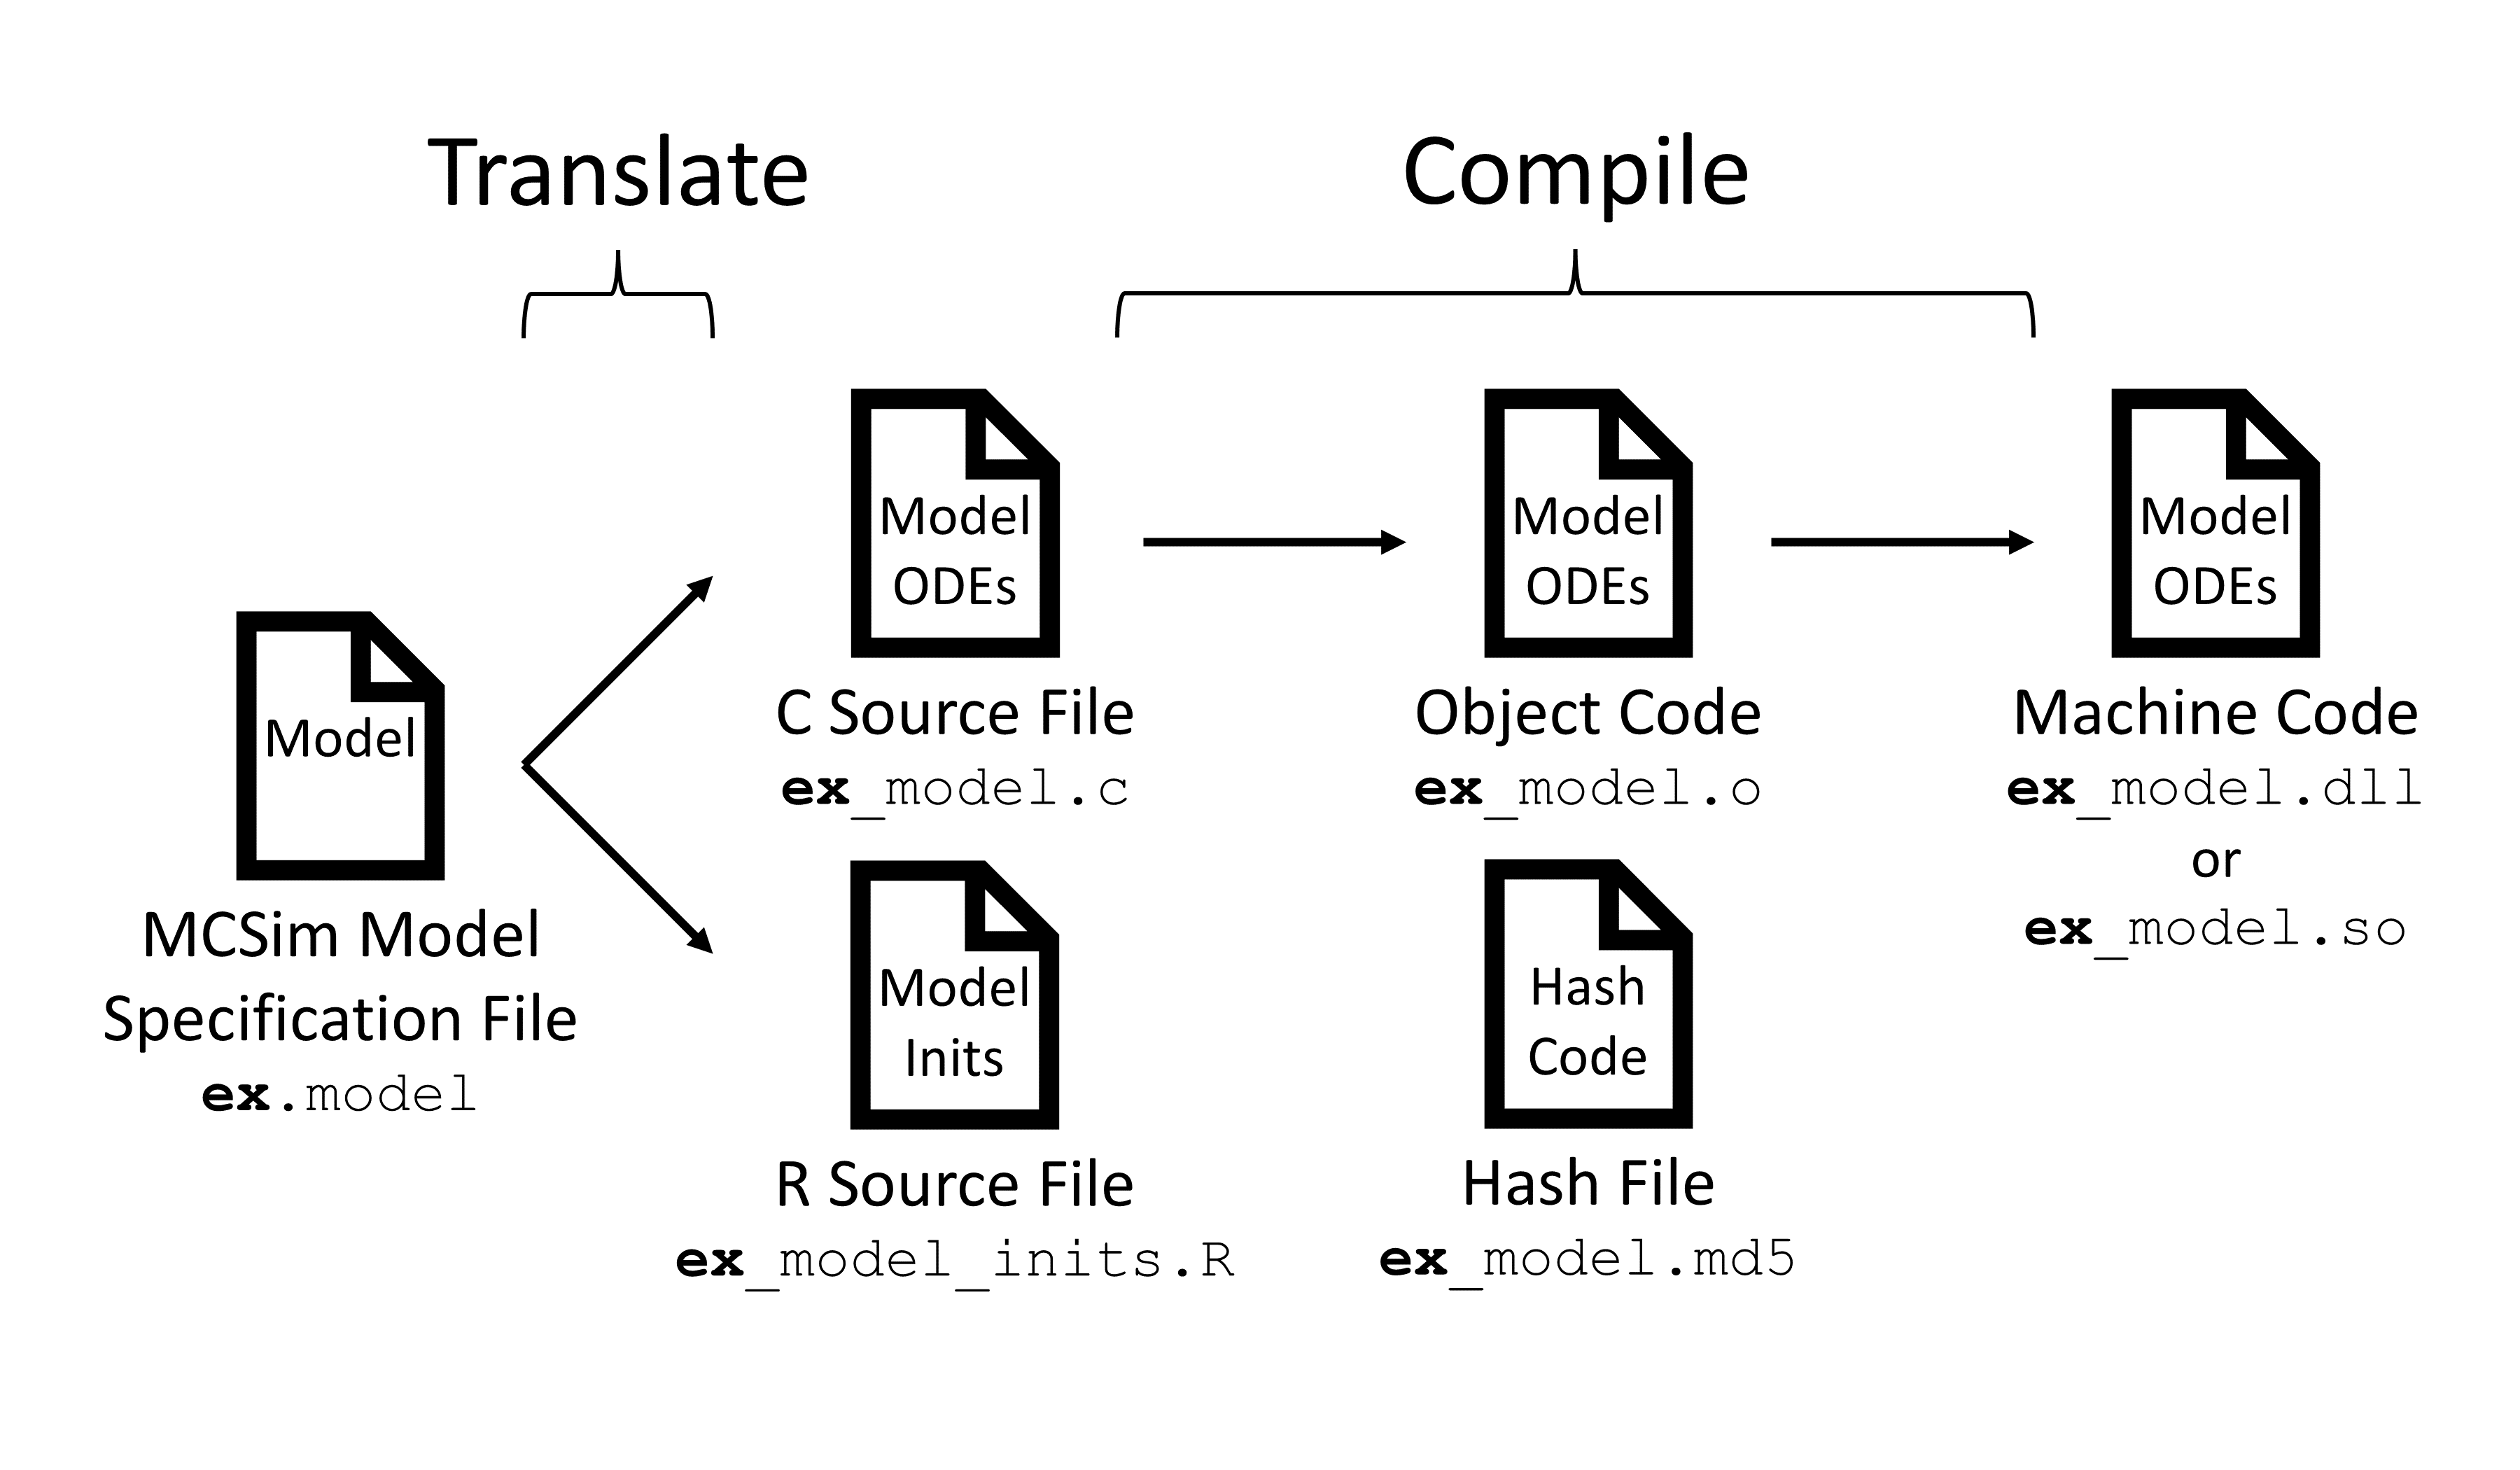 Translate
Compile
Model
MCSim Model
Specification File
ex.model
Model
ODEs
C Source File
ex_model.c
Model
Inits
R Source File
ex_model_inits.R
Model
ODEs
Object Code
ex_model.o
Hash
Code
Hash File
ex_model.md5
Model
ODEs
Machine Code
ex_model.dll
or
ex_model.so